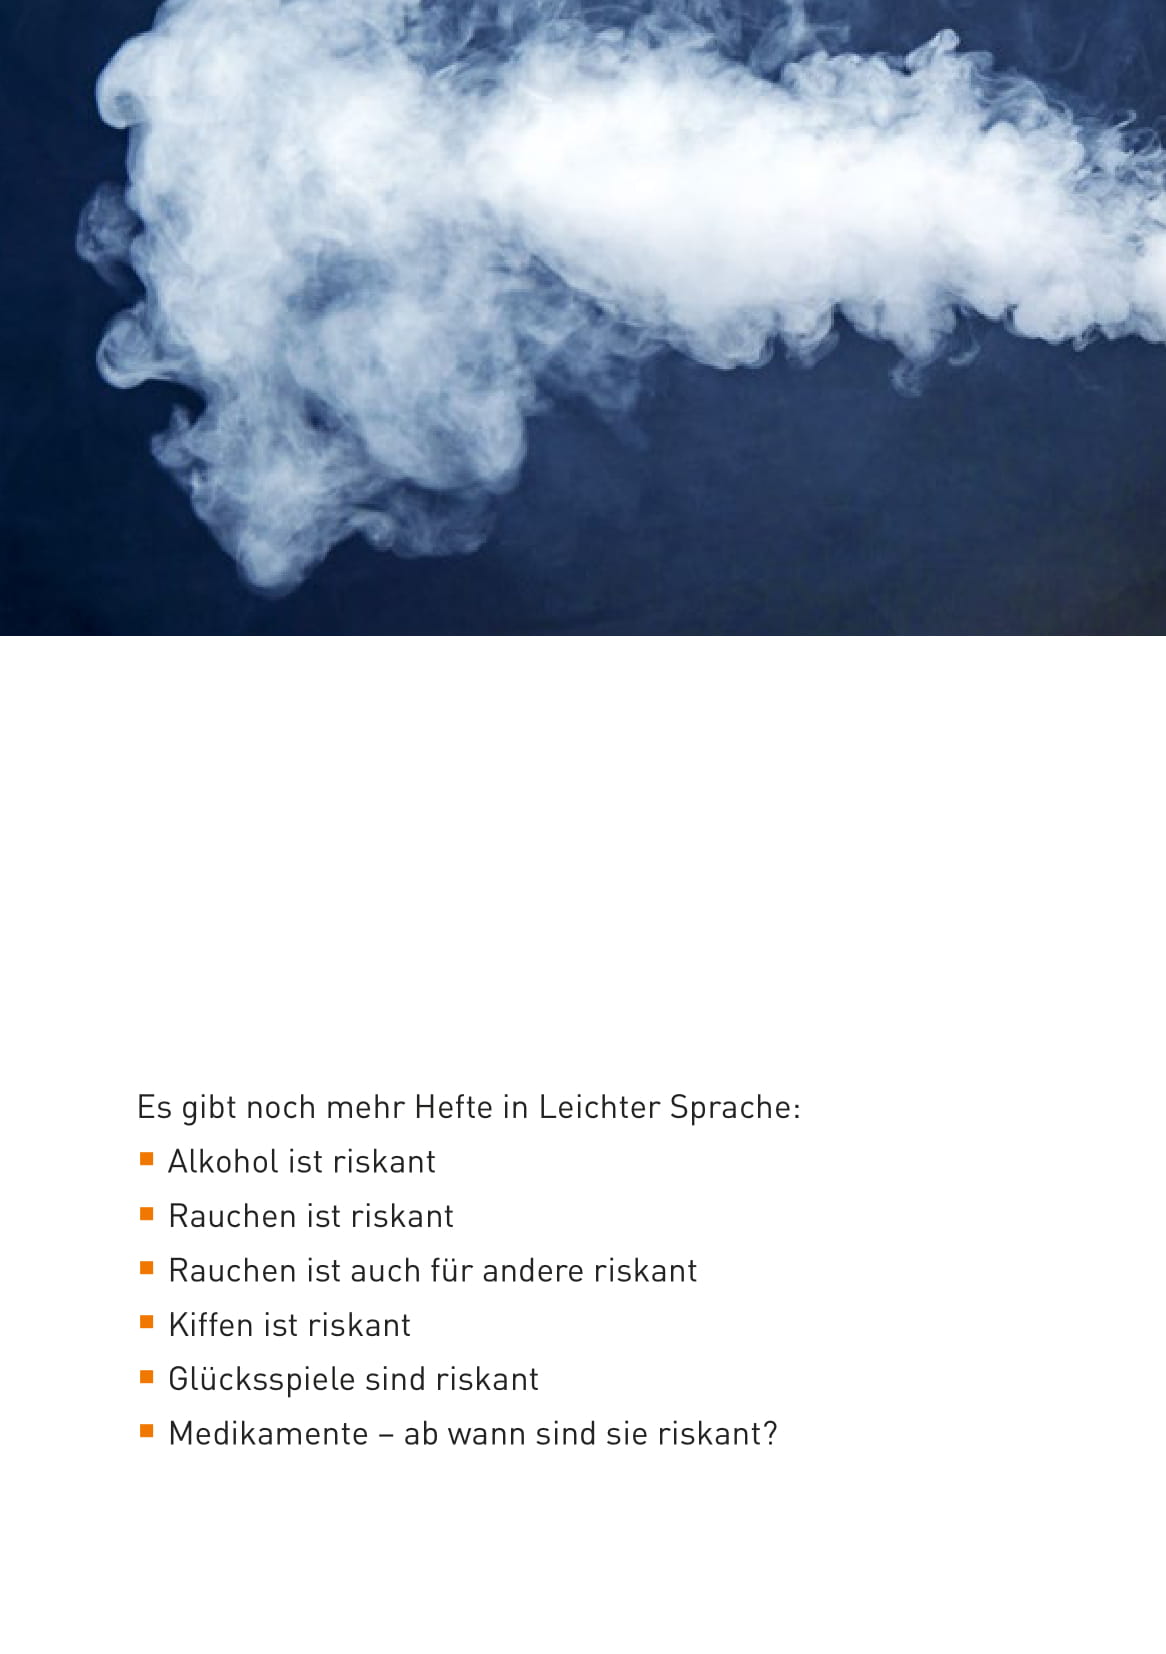 Es gibt noch mehr Hefte in Leichter Sprache:
■ Alkohol ist riskant
■ Rauchen ist riskant
■ Rauchen ist auch für andere riskant
■ Kiffen ist riskant
■ Glücksspiele sind riskant
■ Medikamente – ab wann sind sie riskant?